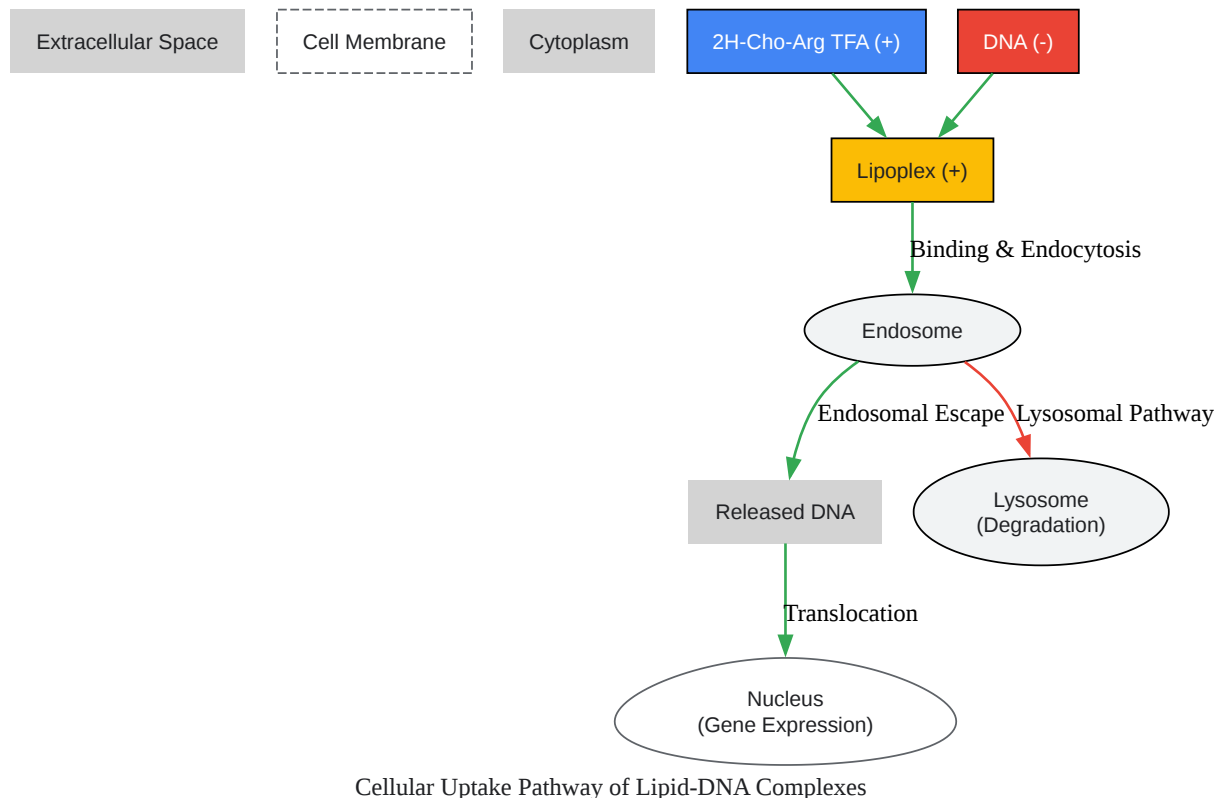 Extracellular Space
Cell Membrane
Cytoplasm
2H-Cho-Arg TFA (+)
DNA (-)
Lipoplex (+)
Binding & Endocytosis
Endosome
Endosomal Escape
Lysosomal Pathway
Released DNA
Lysosome
(Degradation)
Translocation
Nucleus
(Gene Expression)
Cellular Uptake Pathway of Lipid-DNA Complexes